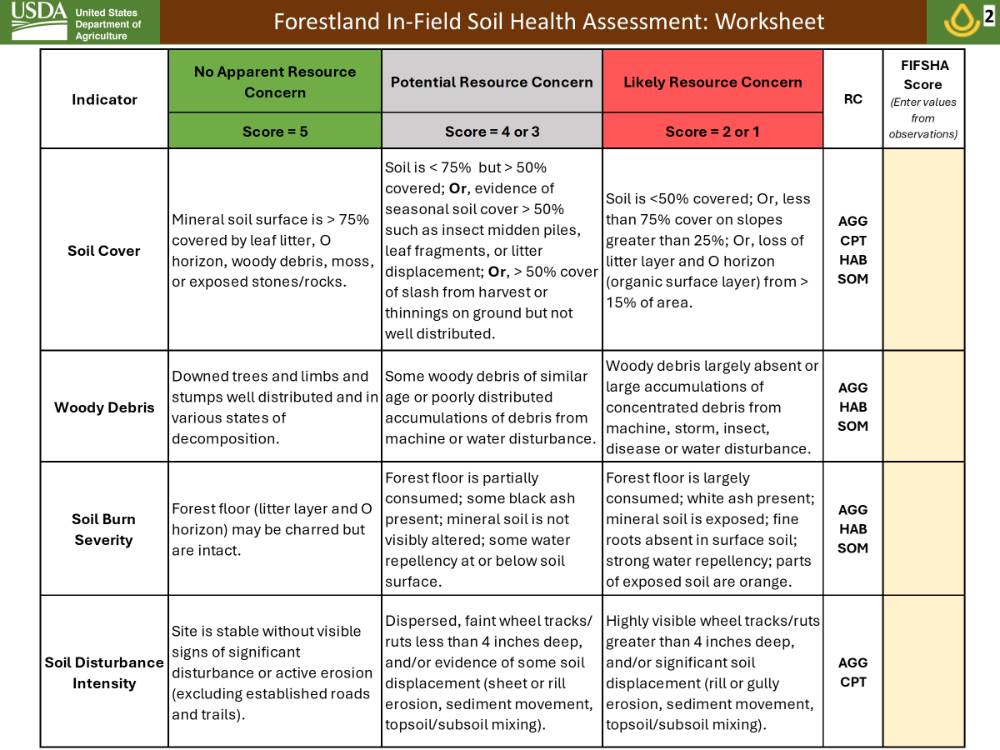 USDA
United States
Department of
Agriculture
Forestland In-Field Soil Health Assessment: Worksheet
2
Indicator
No Apparent Resource
Concern
Potential Resource Concern
Likely Resource Concern
RC
FIFSHA
Score
(Enter values
from
observations)
Score = 5
Score = 4 or 3
Score = 2 or 1
Soil Cover
Mineral soil surface is > 75%
covered by leaf litter, O
horizon, woody debris, moss,
or exposed stones/rocks.
Soil is < 75%  but > 50%
covered; Or, evidence of
seasonal soil cover > 50%
such as insect midden piles,
leaf fragments, or litter
displacement; Or, > 50% cover
of slash from harvest or
thinnings on ground but not
well distributed.
Soil is <50% covered; Or, less
than 75% cover on slopes
greater than 25%; Or, loss of
litter layer and O horizon
(organic surface layer) from >
15% of area.
AGG
CPT
HAB
SOM
Woody Debris
Downed trees and limbs and
stumps well distributed and in
various states of
decomposition.
Some woody debris of similar
age or poorly distributed
accumulations of debris from
machine or water disturbance.
Woody debris largely absent or
large accumulations of
concentrated debris from
machine, storm, insect,
disease or water disturbance.
AGG
HAB
SOM
Soil Burn
Severity
Forest floor (litter layer and O
horizon) may be charred but
are intact.
Forest floor is partially
consumed; some black ash
present; mineral soil is not
visibly altered; some water
repellency at or below soil
surface.
Forest floor is largely
consumed; white ash present;
mineral soil is exposed; fine
roots absent in surface soil;
strong water repellency; parts
of exposed soil are orange.
AGG
HAB
SOM
Soil Disturbance
Intensity
Site is stable without visible
signs of significant
disturbance or active erosion
(excluding established roads
and trails).
Dispersed, faint wheel tracks/
ruts less than 4 inches deep,
and/or evidence of some soil
displacement (sheet or rill
erosion, sediment movement,
topsoil/subsoil mixing).
Highly visible wheel tracks/ruts
greater than 4 inches deep,
and/or significant soil
displacement (rill or gully
erosion, sediment movement,
topsoil/subsoil mixing).
AGG
CPT